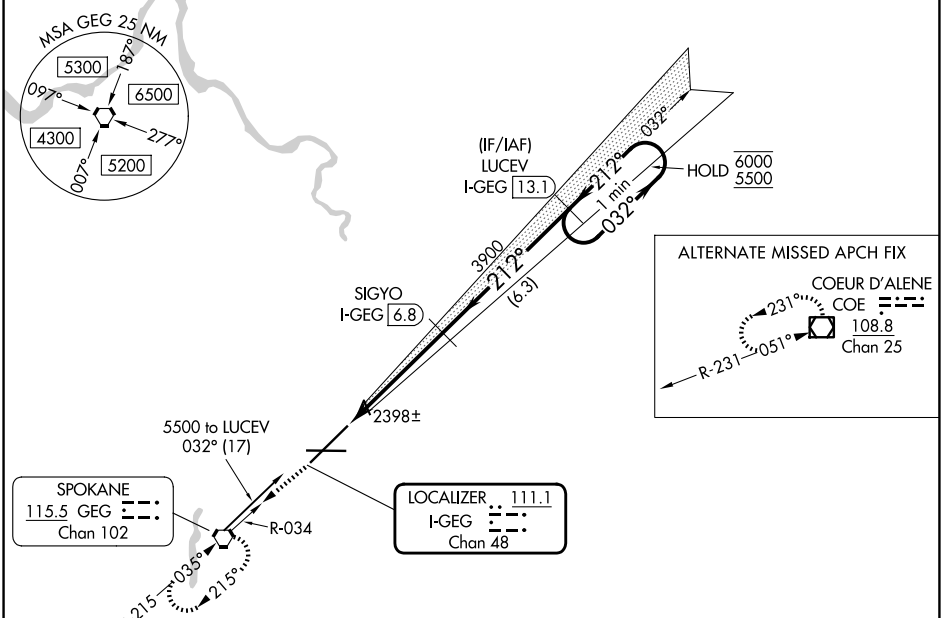 MSA GEG 25 NM
5300
187°
097°
6500
4300
277°
007°
5200
(IF/IAF)
LUCEV
I-GEG 13.1
032°
212°
1 min
032°
HOLD 6000
5500
3900
212°
(6.3)
SIGYO
I-GEG 6.8
ALTERNATE MISSED APCH FIX
COEUR D'ALENE
COE
108.8
Chan 25
231°
051°
R-231
2398±
5500 to LUCEV
032° (17)
SPOKANE
115.5 GEG
Chan 102
R-034
LOCALIZER 111.1
I-GEG
Chan 48
035°
215°
215